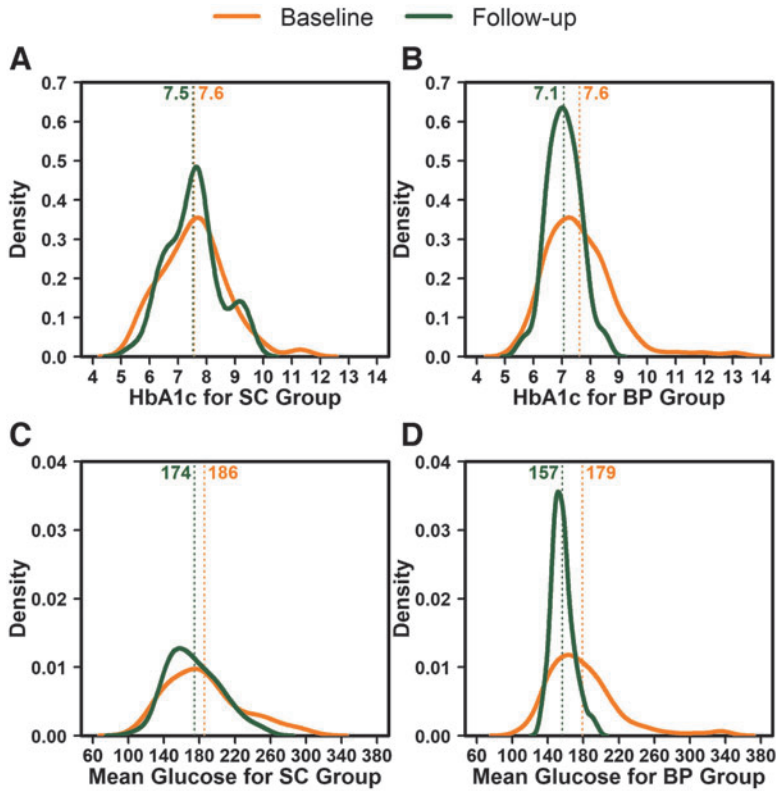 Baseline Follow-up
A
0.7
0.6
0.5
0.4
0.3
0.2
0.1
0.0
Density
7.5 7.6
4 5 6 7 8 9 10 11 12 13 14
HbA1c for SC Group
B
0.7
0.6
0.5
0.4
0.3
0.2
0.1
0.0
Density
7.1 7.6
4 5 6 7 8 9 10 11 12 13 14
HbA1c for BP Group
C
0.04
0.03
0.02
0.01
0.00
Density
174 186
60 100 140 180 220 260 300 340 380
Mean Glucose for SC Group
D
0.04
0.03
0.02
0.01
0.00
Density
157 179
60 100 140 180 220 260 300 340 380
Mean Glucose for BP Group